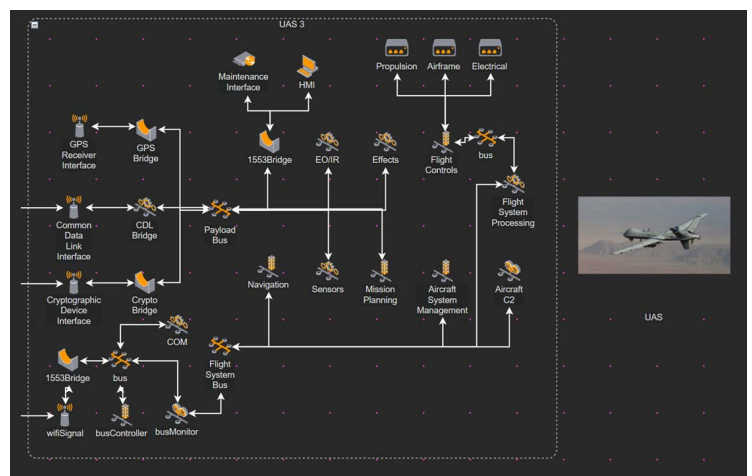 UAS 3
Propulsion
Airframe
Electrical
Maintenance
Interface
HMI
GPS
Receiver
Interface
GPS
Bridge
1553Bridge
EO/IR
Effects
Flight
Controls
bus
Flight
System
Processing
Common
Data
Link
Interface
CDL
Bridge
Payload
Bus
Cryptographic
Device
Interface
Crypto
Bridge
Navigation
Sensors
Mission
Planning
Aircraft
System
Management
Aircraft
C2
UAS
COM
1553Bridge
bus
Flight
System
Bus
wifiSignal
busController
busMonitor